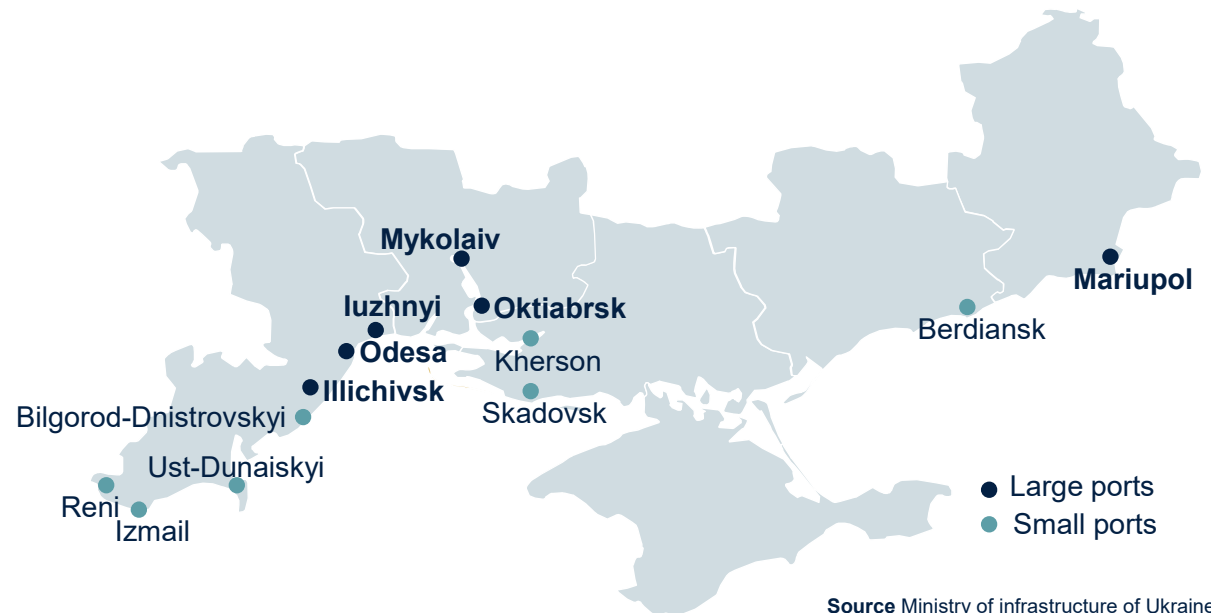 Mykolaiv
Iuzhnyi
Oktiabrsk
Odesa
Kherson
Illichivsk
Skadovsk
Bilgorod-Dnistrovskyi
Ust-Dunaiskyi
Reni
Izmail
Mariupol
Berdiansk
Large ports
Small ports
Source Ministry of infrastructure of Ukraine